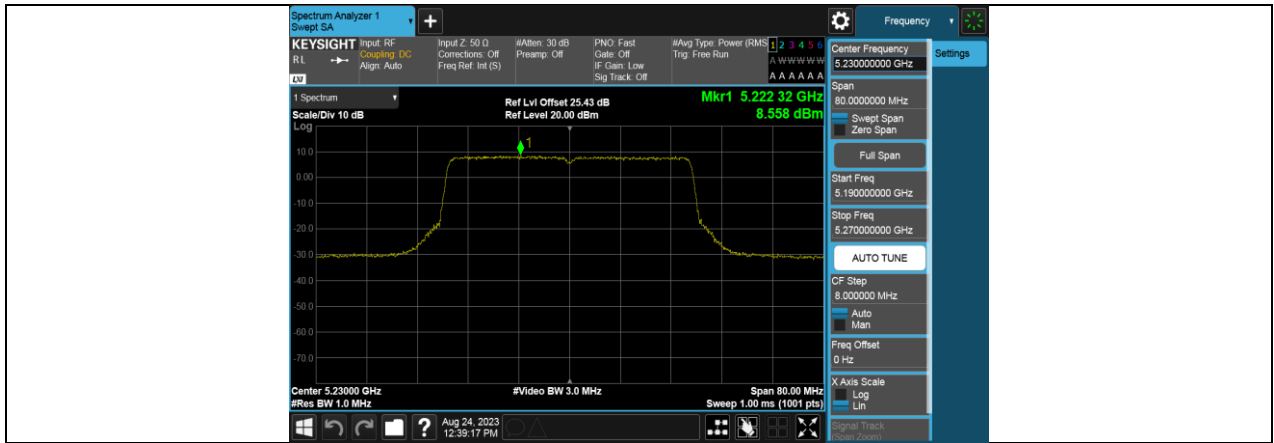 Spectrum Analyzer 1
Swept SA
Frequency
KEYSIGHT
RL
LXI
Input: RF
Coupling: DC
Align: Auto
Input Z: 50 Ω
Corrections: Off
Freq Ref: Int (S)
#Atten: 30 dB
Preamp: Off
PNO: Fast
Gate: Off
IF Gain: Low
Sig Track: Off
#Avg Type: Power (RMS
Trig: Free Run
1 2 3 4 5 6
A W W W W W
A A A A A A
1 Spectrum
Scale/Div 10 dB
Log
Ref Lvl Offset 25.43 dB
Ref Level 20.00 dBm
Mkr1 5.222 32 GHz
8.558 dBm
1
10.0
0.00
-10.0
-20.0
-30.0
-40.0
-50.0
-60.0
-70.0
Center 5.23000 GHz
#Res BW 1.0 MHz
#Video BW 3.0 MHz
Span 80.00 MHz
Sweep 1.00 ms (1001 pts)
Center Frequency
5.230000000 GHz
Settings
Span
80.0000000 MHz
Swept Span
Zero Span
Full Span
Start Freq
5.190000000 GHz
Stop Freq
5.270000000 GHz
AUTO TUNE
CF Step
8.000000 MHz
Auto
Man
Freq Offset
0 Hz
X Axis Scale
Log
Lin
Signal Track
(Span Zoom)
?
Aug 24, 2023
12:39:17 PM